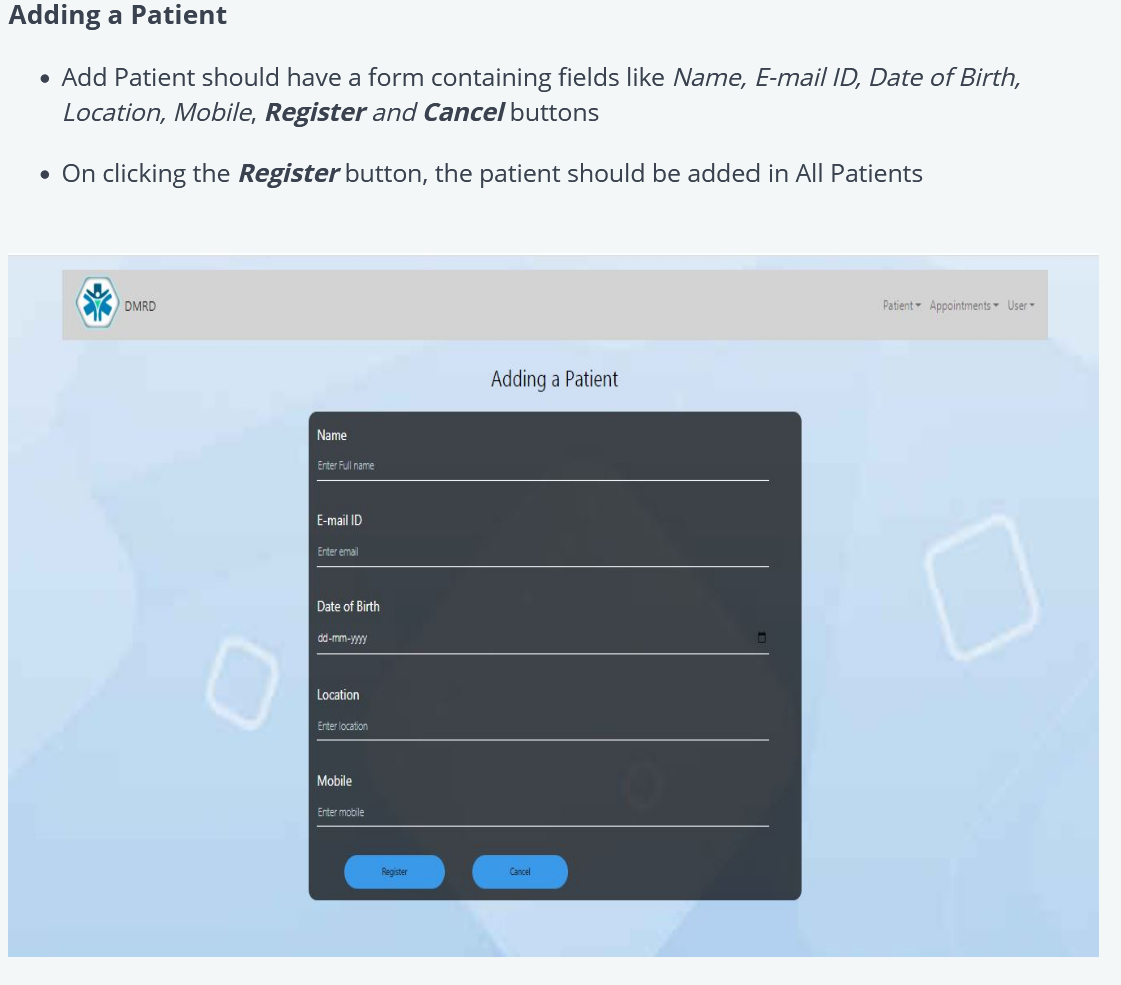 Adding a Patient
• Add Patient should have a form containing fields like Name, E-mail ID, Date of Birth,
Location, Mobile, Register and Cancel buttons
• On clicking the Register button, the patient should be added in All Patients
DMRD
Patient Appointments User
Adding a Patient
Name
Enter Full name
E-mail ID
Enter email
Date of Birth
dd-mm-yyyy
Location
Enter location
Mobile
Enter mobile
Register Cancel